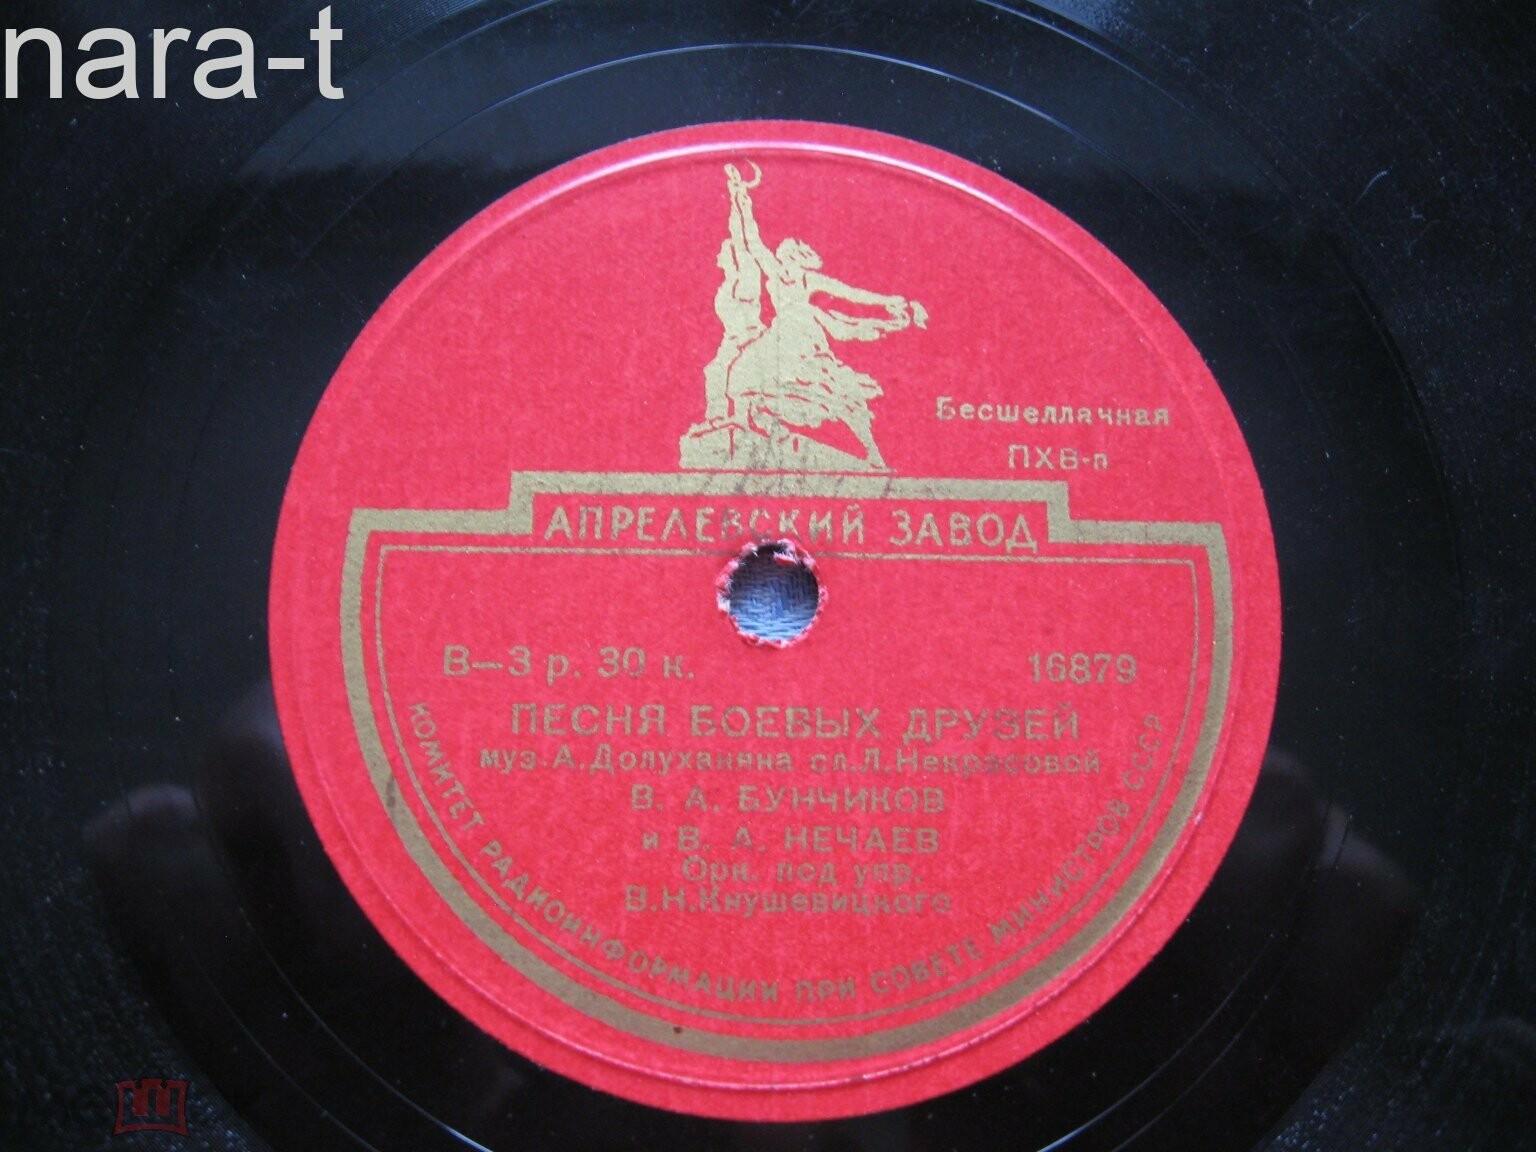 nara-t
Бесшеллачная
ПХВ-п
АПРЕЛЕВСКИЙ ЗАВОД
В—3 р. 30 к.
16879
ПЕСНЯ БОЕВЫХ ДРУЗЕЙ
муз.А.Долуханяна сл.Л.Некрасовой
В. А. БУНЧИКОВ
и В. А. НЕЧАЕВ
Орк. под упр.
В.Н.Кнушевицкого
КОМИТЕТ РАДИОИНФОРМАЦИИ ПРИ СОВЕТЕ МИНИСТРОВ СССР